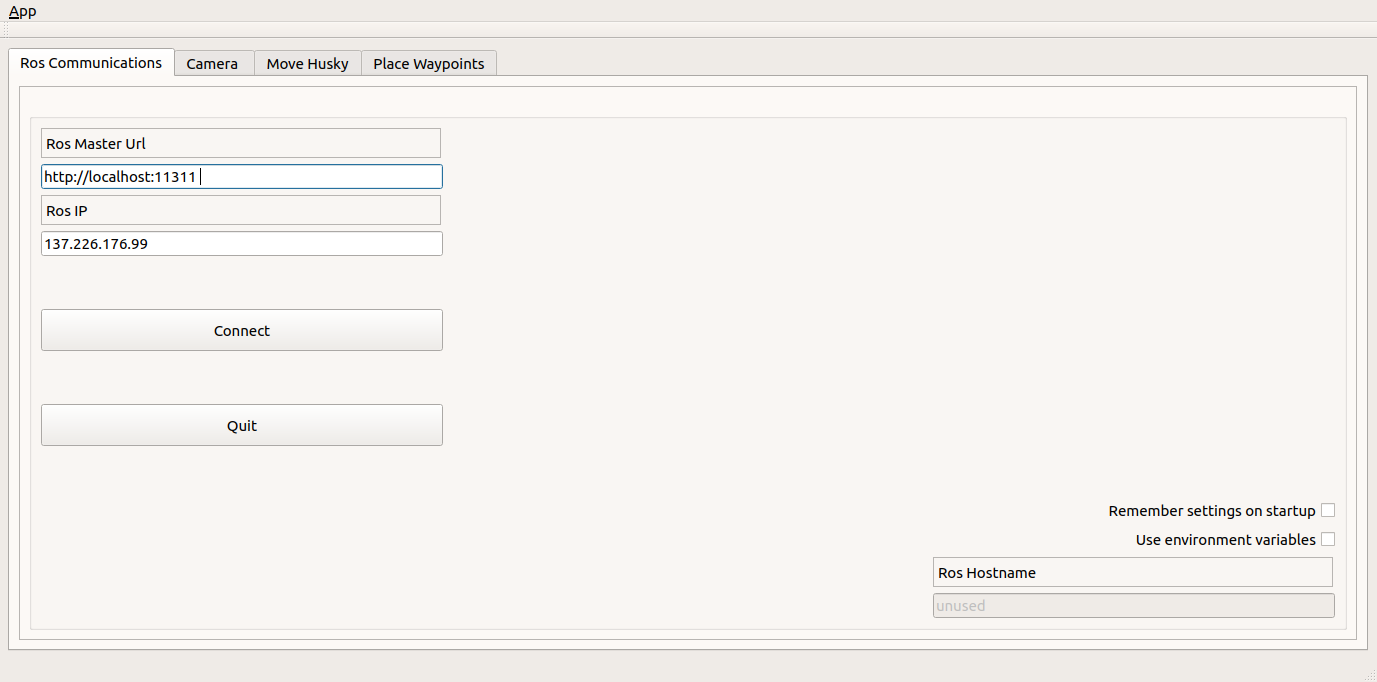 App
Ros Communications Camera Move Husky Place Waypoints
Ros Master Url
http://localhost:11311
Ros IP
137.226.176.99
Connect
Quit
Remember settings on startup
Use environment variables
Ros Hostname
unused